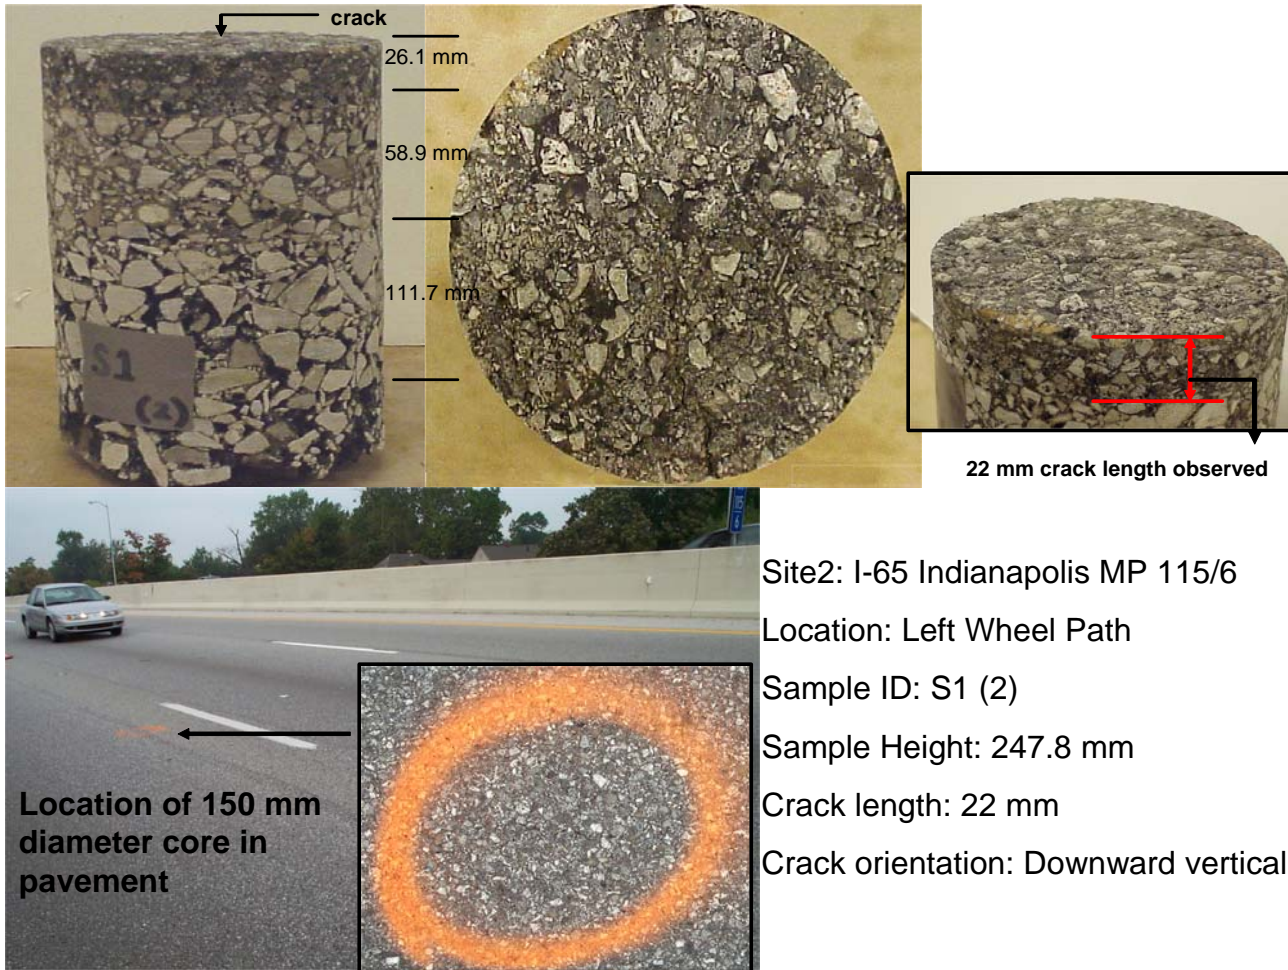 crack
26.1 mm
58.9 mm
111.7 mm
S1
(2)
22 mm crack length observed
Location of 150 mm
diameter core in
pavement
Site2: I-65 Indianapolis MP 115/6
Location: Left Wheel Path
Sample ID: S1 (2)
Sample Height: 247.8 mm
Crack length: 22 mm
Crack orientation: Downward vertical